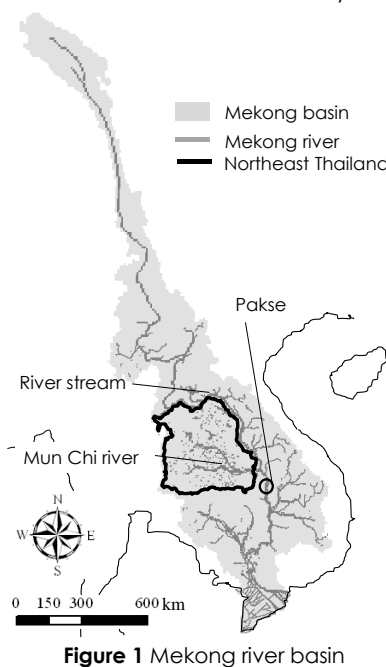 Mekong basin
Mekong river
Northeast Thailand
Pakse
River stream
Mun Chi river
N
W E
S
0 150 300 600 km
Figure 1 Mekong river basin